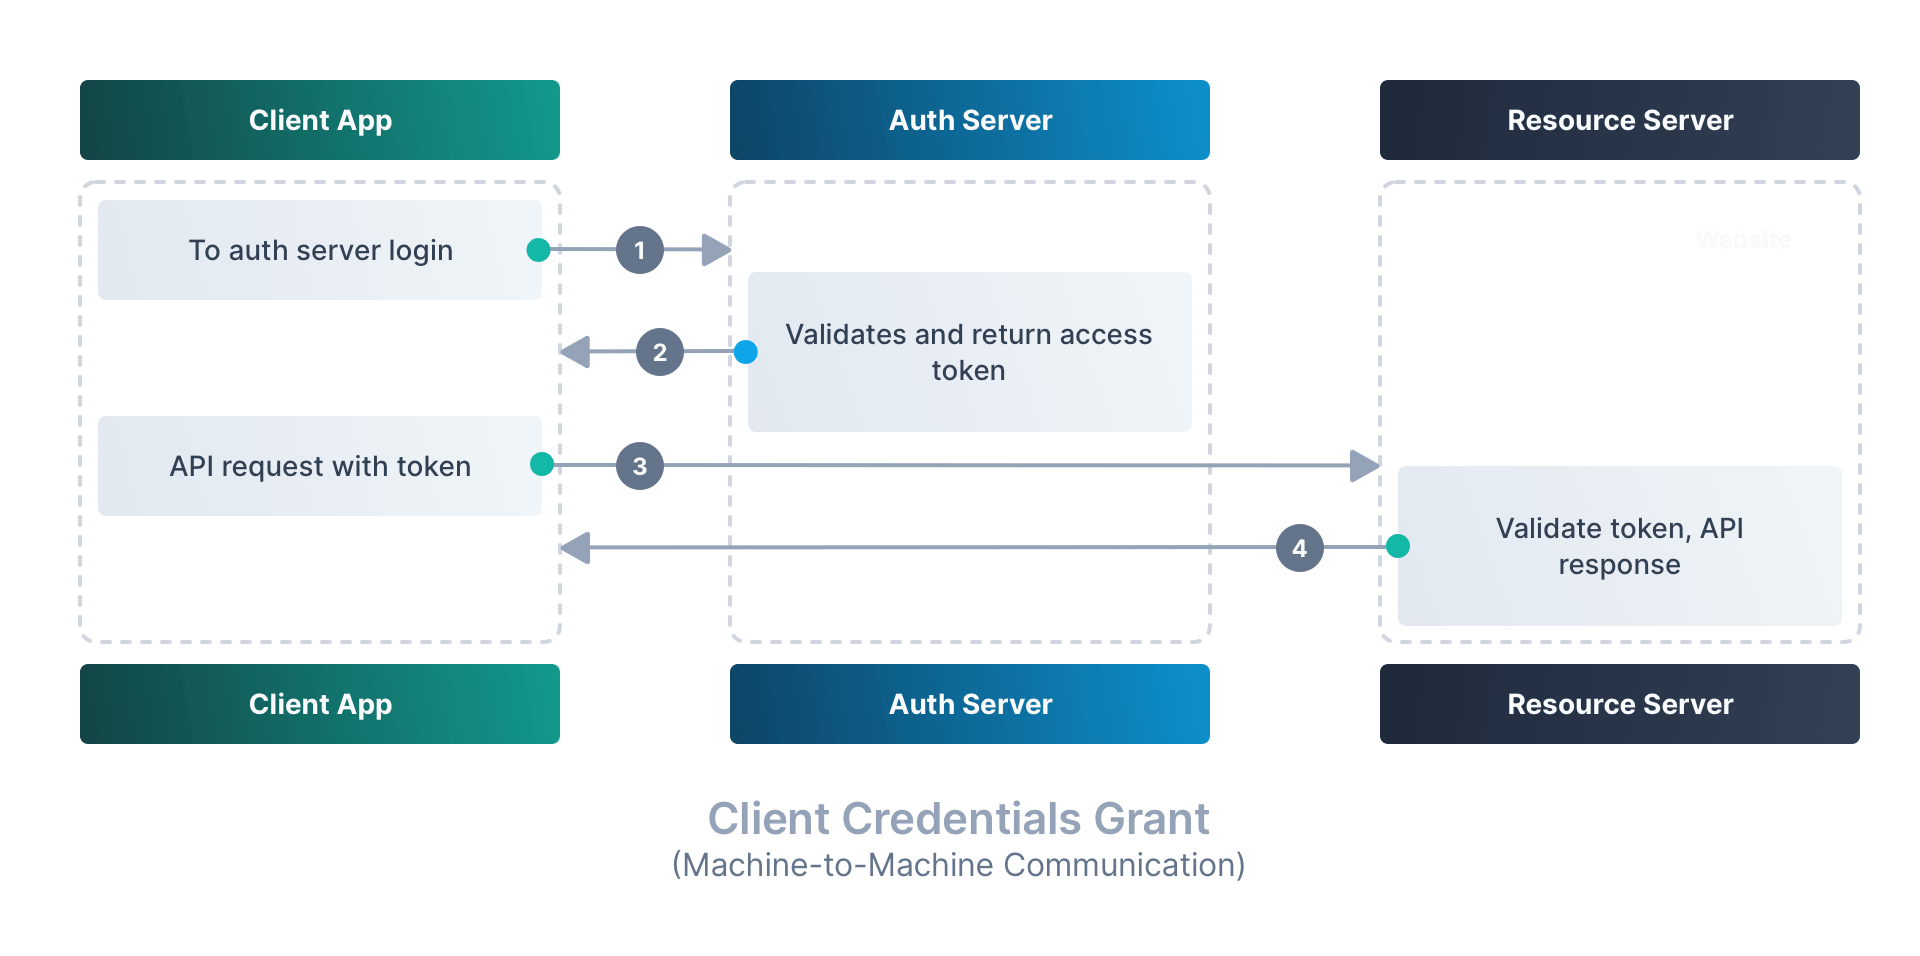 Client App
Auth Server
Resource Server
To auth server login
1
Website
2
Validates and return access
token
API request with token
3
4
Validate token, API
response
Client App
Auth Server
Resource Server
Client Credentials Grant
(Machine-to-Machine Communication)